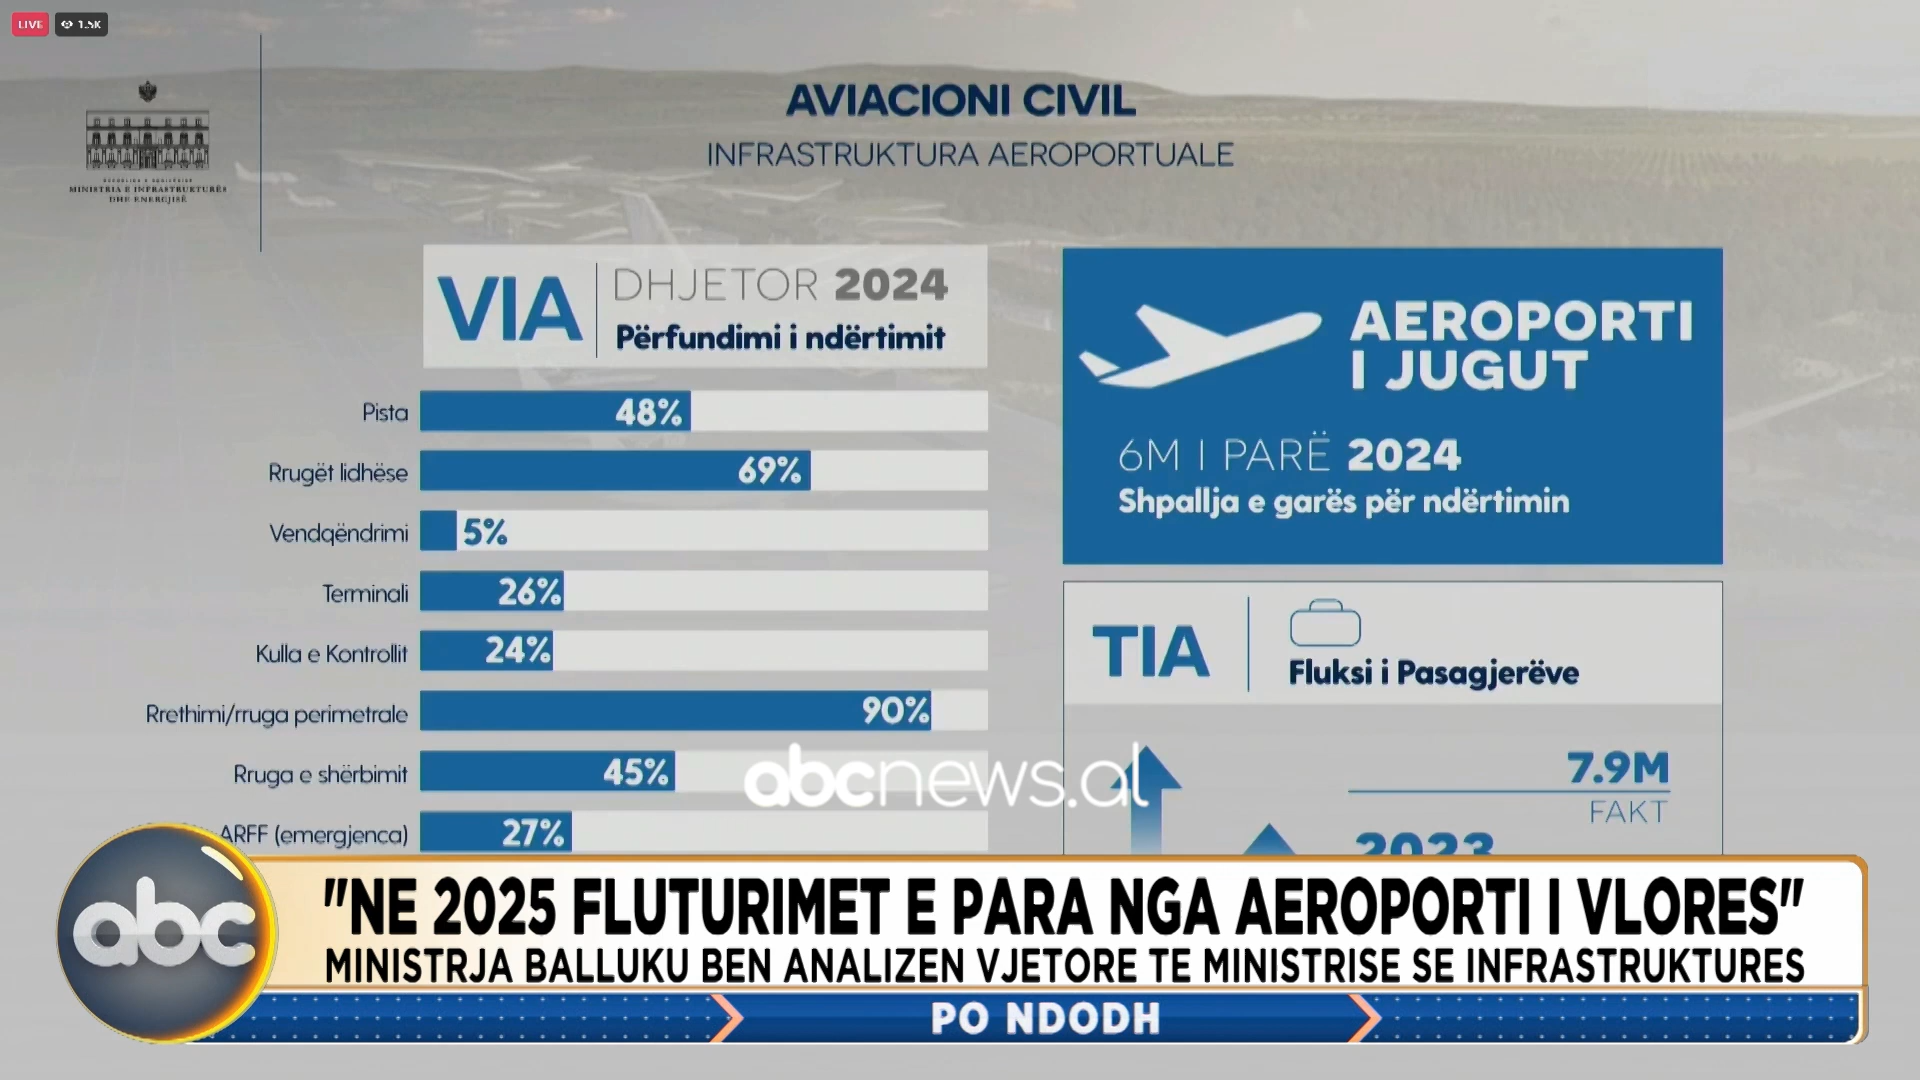 LIVE
1.5K
AVIACIONI CIVIL
INFRASTRUKTURA AEROPORTUALE
REPUBLIKA E SHQIPËRISË
MINISTRIA E INFRASTRUKTURËS
DHE ENERGJISË
VIA
DHJETOR 2024
Përfundimi i ndërtimit
Pista 48%
Rrugët lidhëse 69%
Vendqëndrimi 5%
Terminali 26%
Kulla e Kontrollit 24%
Rrethimi/rruga perimetrale 90%
Rruga e shërbimit 45%
ARFF (emergjenca) 27%
AEROPORTI
I JUGUT
6M I PARË 2024
Shpallja e garës për ndërtimin
TIA
Fluksi i Pasagjerëve
7.9M
FAKT
2023
abcnews.al
abc
"NE 2025 FLUTURIMET E PARA NGA AEROPORTI I VLORES"
MINISTRJA BALLUKU BEN ANALIZEN VJETORE TE MINISTRISE SE INFRASTRUKTURES
PO NDODH